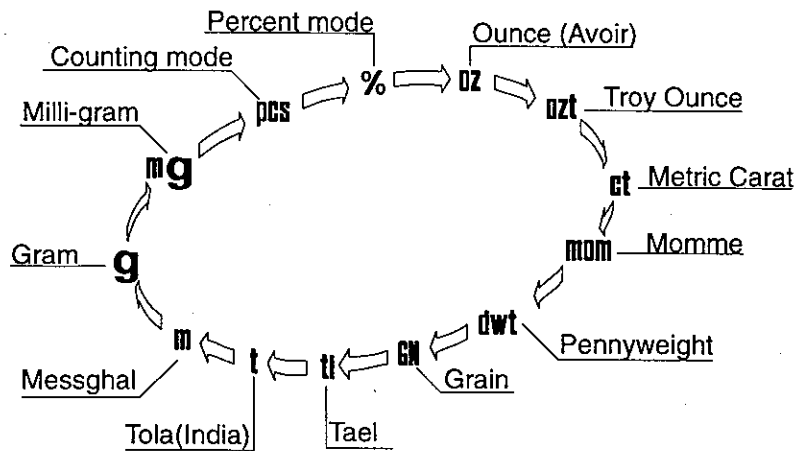 Percent mode
Ounce (Avoir)
Counting mode
% oz
Milli-gram pcs ozt Troy Ounce
mg ct Metric Carat
Gram g mom Momme
dwt
m t tl GN Pennyweight
Messghal Grain
Tola(India) Tael